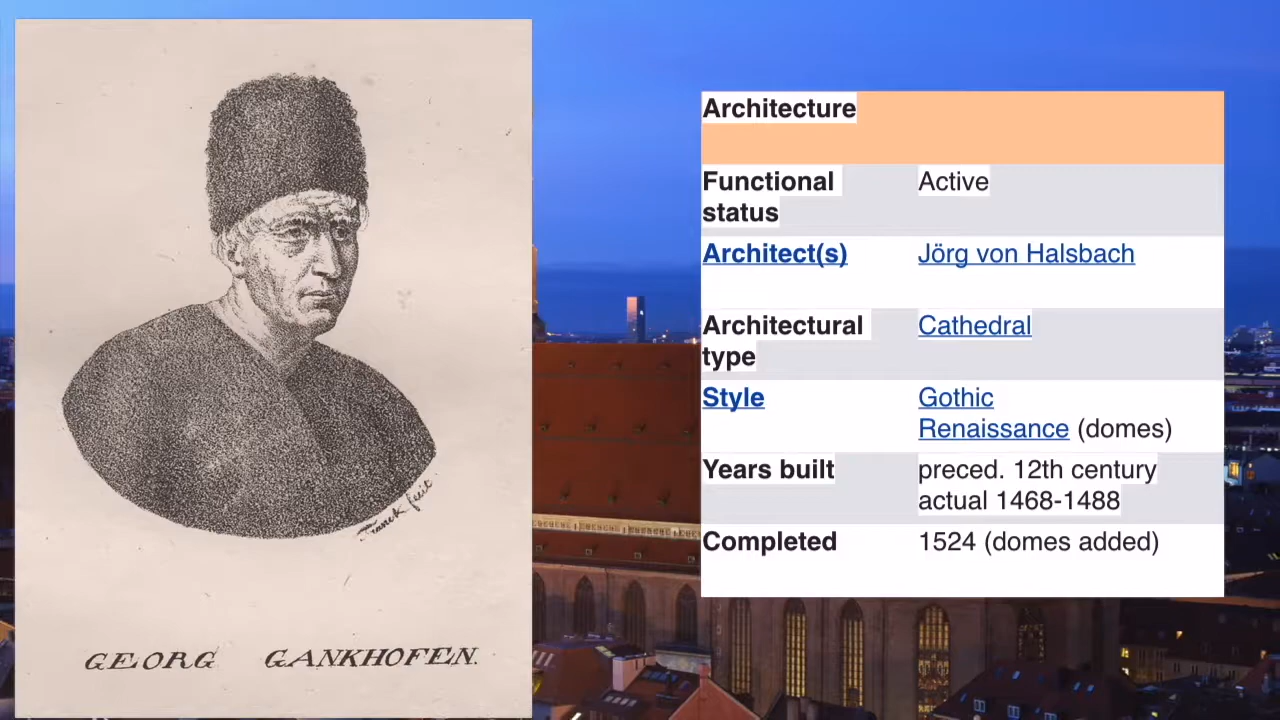 GEORG GANKHOFEN.
Franck fecit
Architecture
Functional
status
Active
Architect(s)
Jörg von Halsbach
Architectural
type
Cathedral
Style
Gothic
Renaissance (domes)
Years built
preced. 12th century
actual 1468-1488
Completed
1524 (domes added)